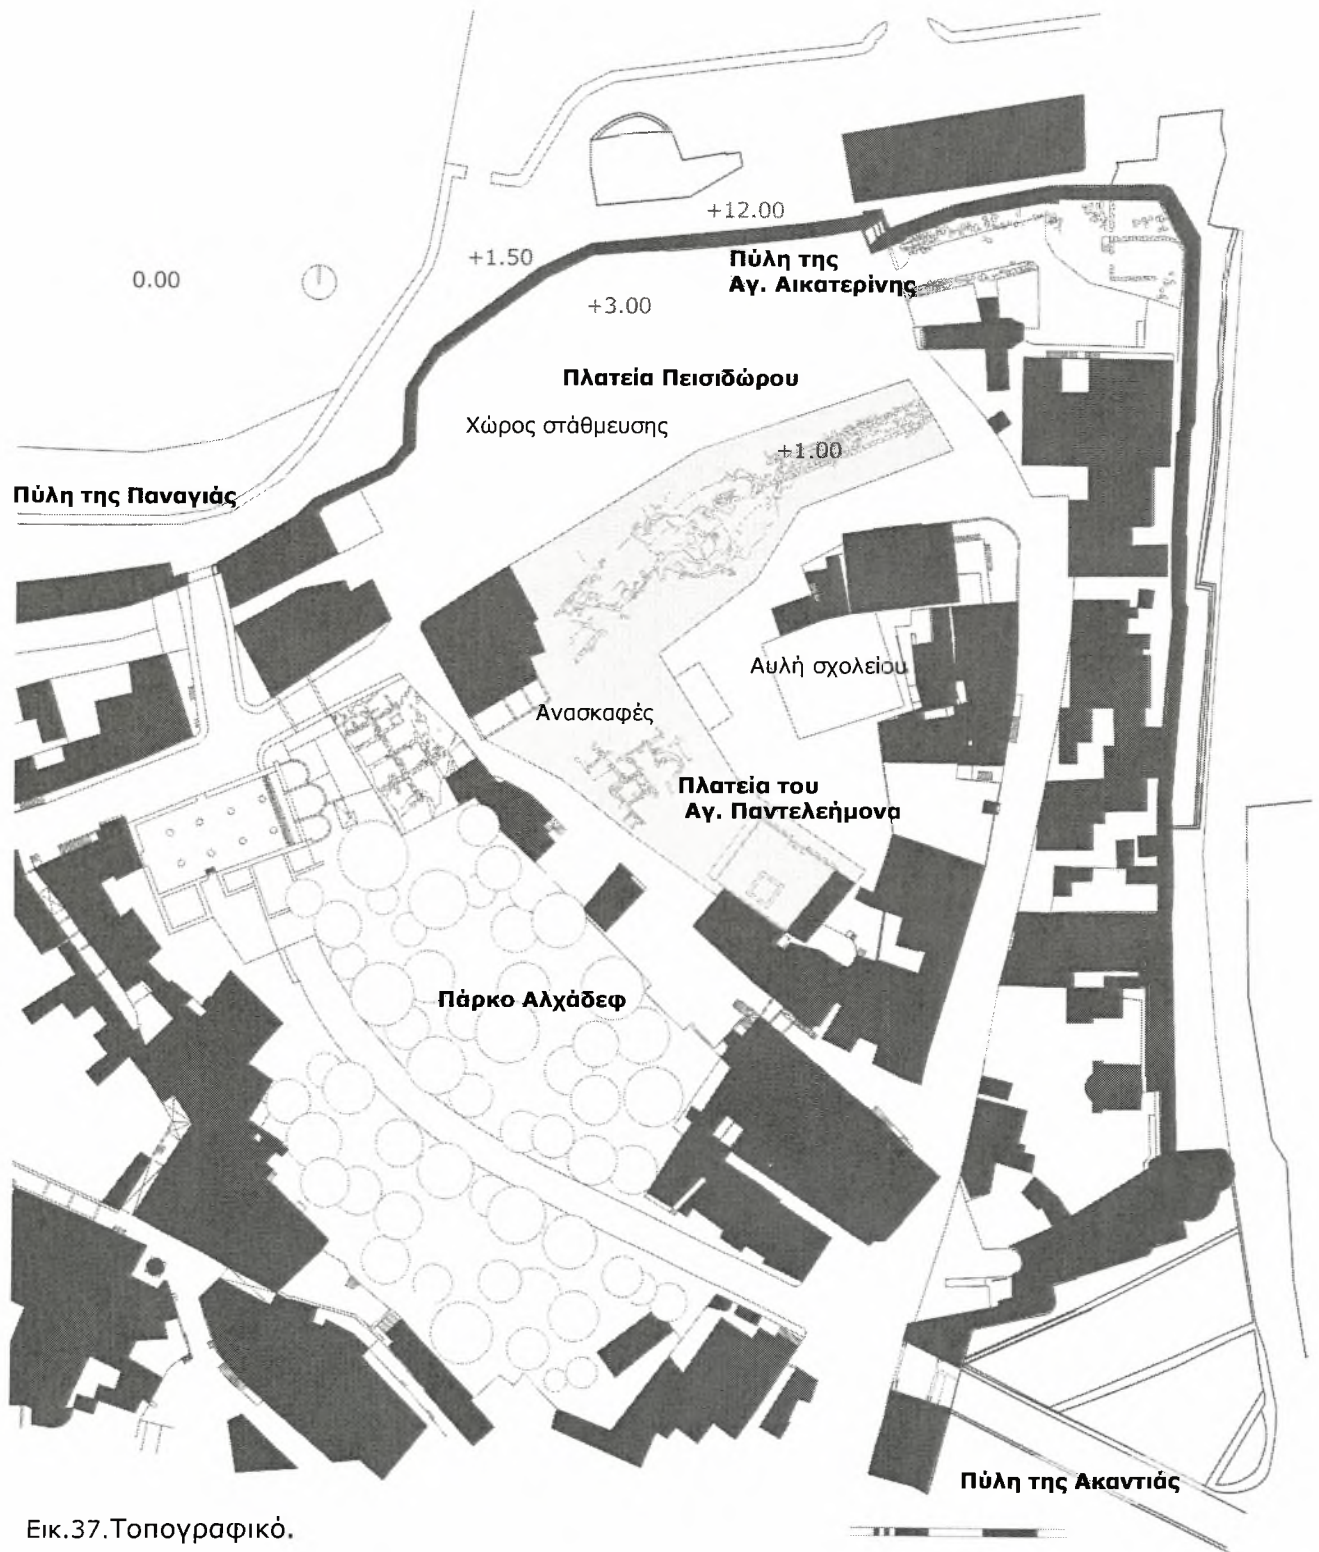 +12.00
Πύλη της
Αγ. Αικατερίνης
+1.50
0.00
+3.00
Πλατεία Πεισιδώρου
Χώρος στάθμευσης
+1.00
Πύλη της Παναγιάς
Αυλή σχολείου
Ανασκαφές
Πλατεία του
Αγ. Παντελεήμονα
Πάρκο Αλχάδεφ
Πύλη της Ακαντιάς
Εικ.37.Τοπογραφικό.